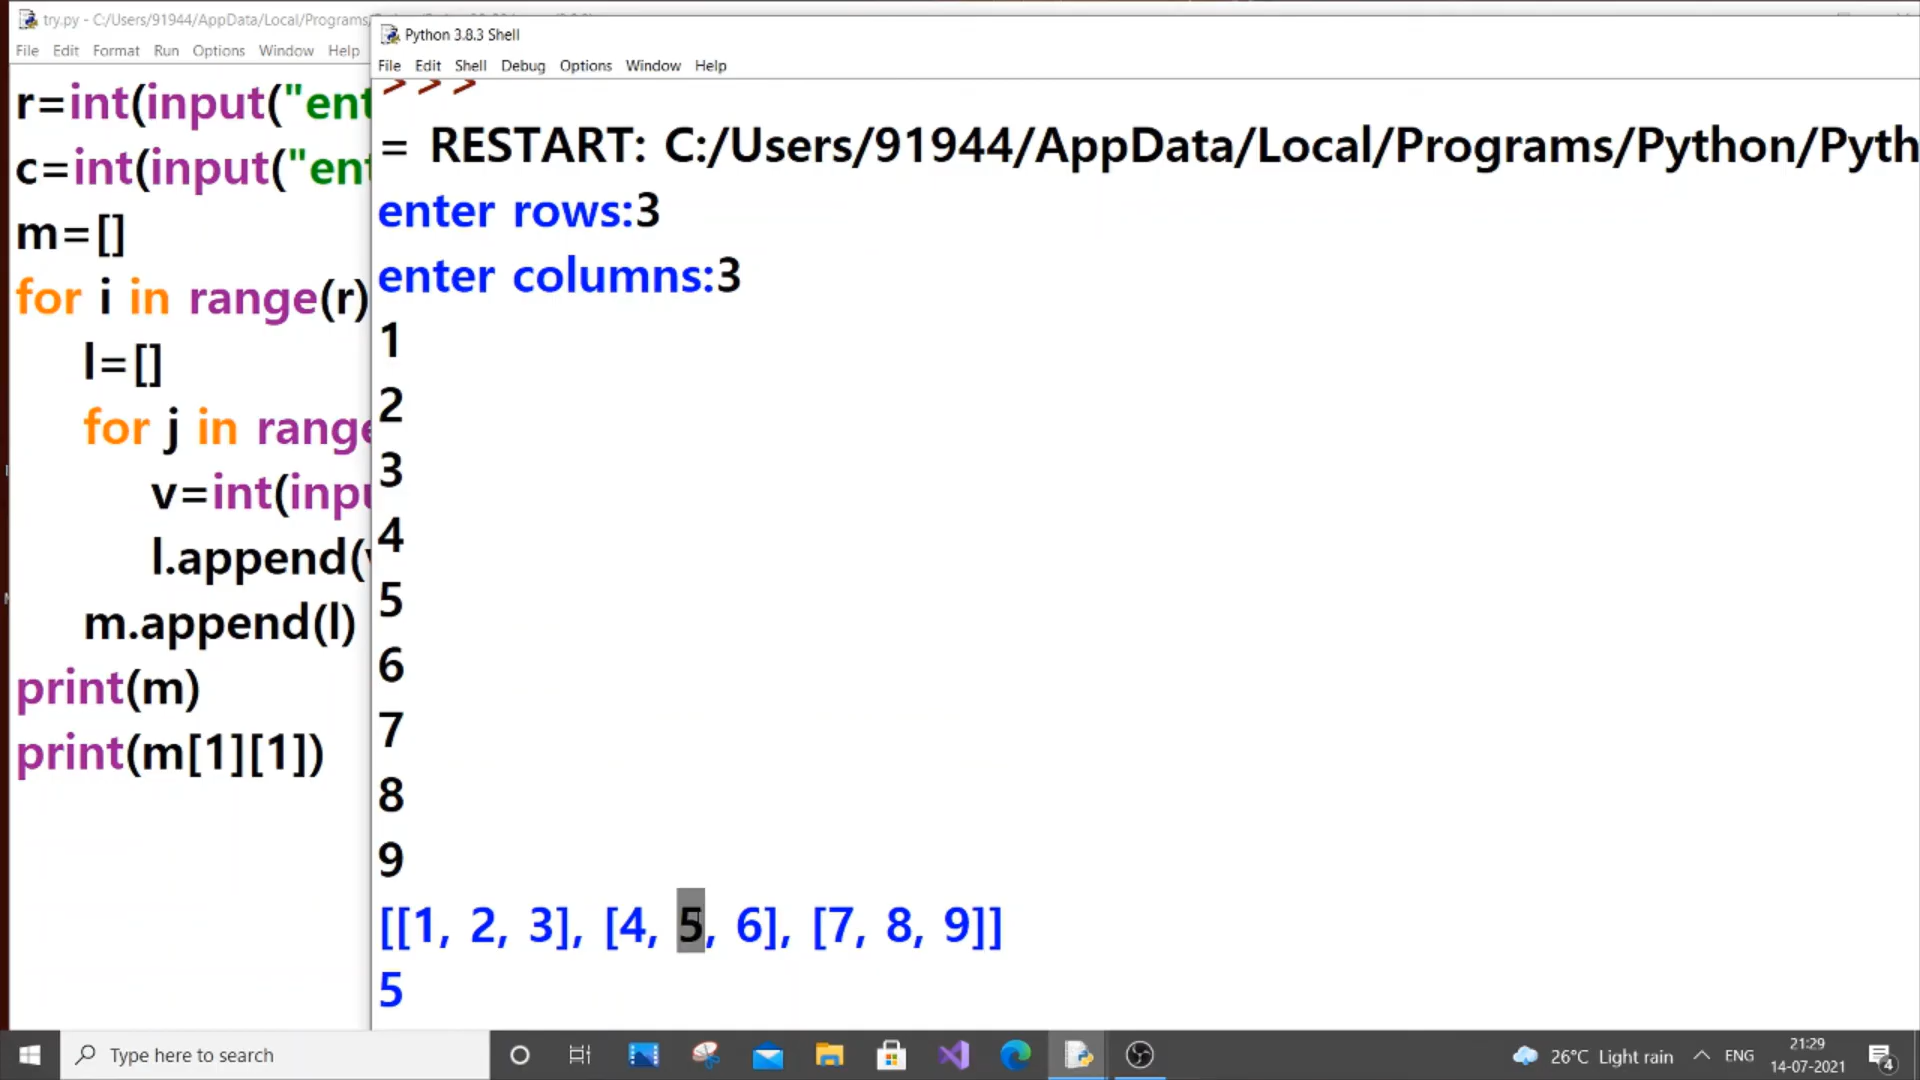 try.py - C:/Users/91944/AppData/Local/Programs/
File Edit Format Run Options Window Help
r=int(input("ent
c=int(input("ent
m=[]
for i in range(r)
l=[]
for j in range
v=int(inpu
l.append(v
m.append(l)
print(m)
print(m[1][1])
Python 3.8.3 Shell
File Edit Shell Debug Options Window Help
>>>
= RESTART: C:/Users/91944/AppData/Local/Programs/Python/Pyth
enter rows:3
enter columns:3
1
2
3
4
5
6
7
8
9
[[1, 2, 3], [4, 5, 6], [7, 8, 9]]
5
Type here to search
26°C Light rain
ENG
21:29
14-07-2021
4